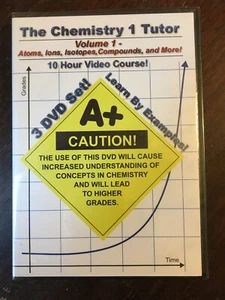 The Chemistry 1 Tutor
Volume 1 -
Atoms, Ions, Isotopes, Compounds, and More!
10 Hour Video Course!
Grades
3 DVD Set!
Learn By Examples!
A+
CAUTION!
THE USE OF THIS DVD WILL CAUSE
INCREASED UNDERSTANDING OF
CONCEPTS IN CHEMISTRY
AND WILL LEAD
TO HIGHER
GRADES.
Time